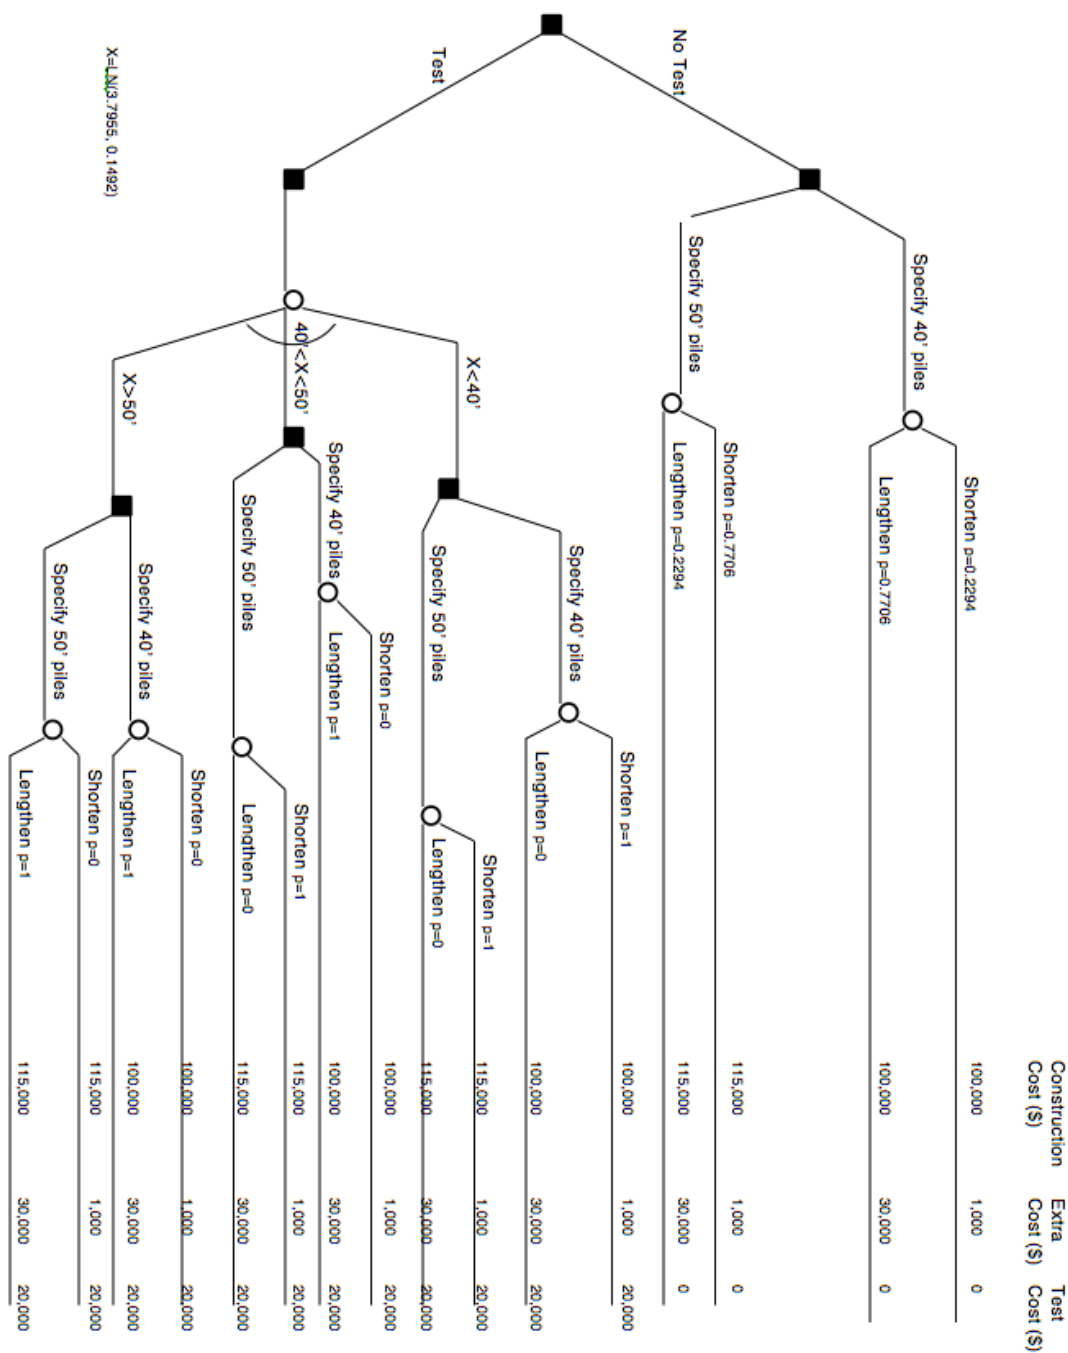 Construction Cost ($)
Extra Cost ($)
Test Cost ($)
No Test
Specify 40' piles
Shorten p=0.2294
100,000
1,000
0
Lengthen p=0.7706
100,000
30,000
0
Specify 50' piles
Shorten p=0.7706
115,000
1,000
0
Lengthen p=0.2294
115,000
30,000
0
Test
X<40'
Specify 40' piles
Shorten p=1
100,000
1,000
20,000
Lengthen p=0
100,000
30,000
20,000
Specify 50' piles
Shorten p=1
115,000
1,000
20,000
Lengthen p=0
115,000
30,000
20,000
40'<X<50'
Specify 40' piles
Shorten p=0
100,000
1,000
20,000
Lengthen p=1
100,000
30,000
20,000
Specify 50' piles
Shorten p=1
115,000
1,000
20,000
Lengthen p=0
115,000
30,000
20,000
X>50'
Specify 40' piles
Shorten p=0
100,000
1,000
20,000
Lengthen p=1
100,000
30,000
20,000
Specify 50' piles
Shorten p=0
115,000
1,000
20,000
Lengthen p=1
115,000
30,000
20,000
X=LN(3.7955, 0.1492)